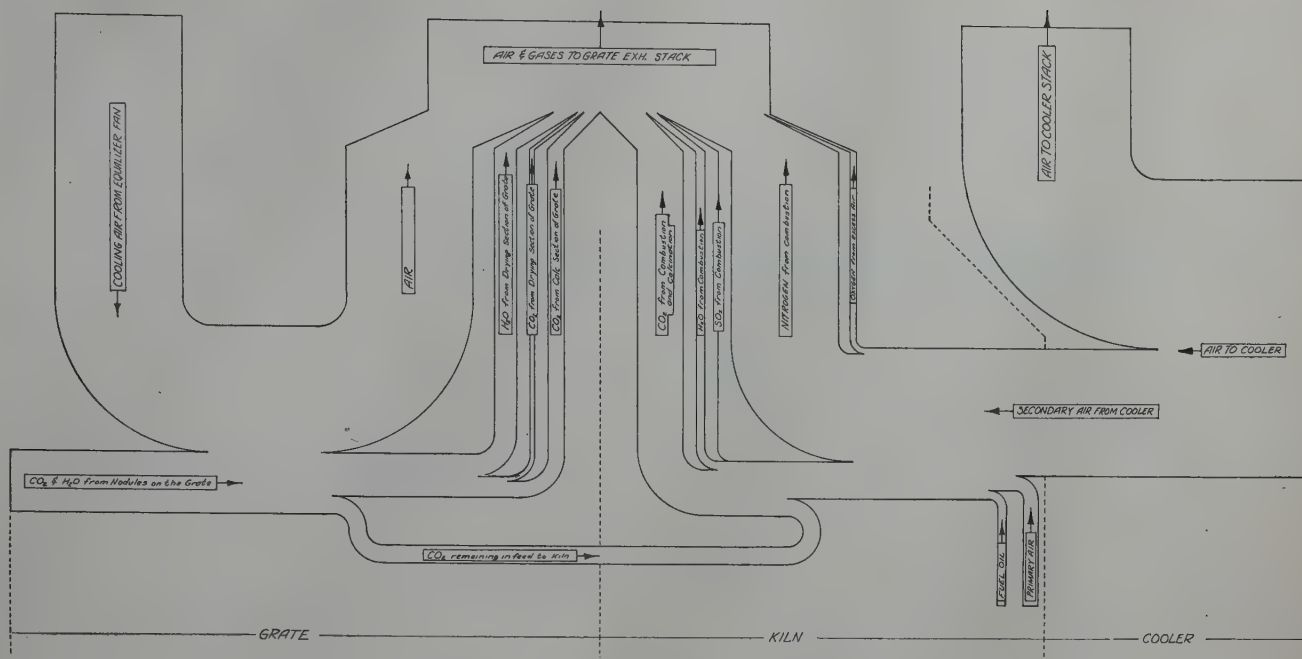 AIR & GASES TO GRATE EXH. STACK
COOLING AIR FROM EQUALIZER FAN
AIR
H₂O from Drying Section of Grate
CO₂ from Drying Section of Grate
CO₂ from Calc Section of Grate
CO₂ from Combustion
and Calcination
H₂O from Combustion
SO₂ from Combustion
NITROGEN from Combustion
OXYGEN from Excess Air
AIR TO COOLER STACK
AIR TO COOLER
SECONDARY AIR FROM COOLER
CO₂ & H₂O from Nodules on the Grate
CO₂ remaining in feed to Kiln
FUEL OIL
PRIMARY AIR
GRATE
KILN
COOLER